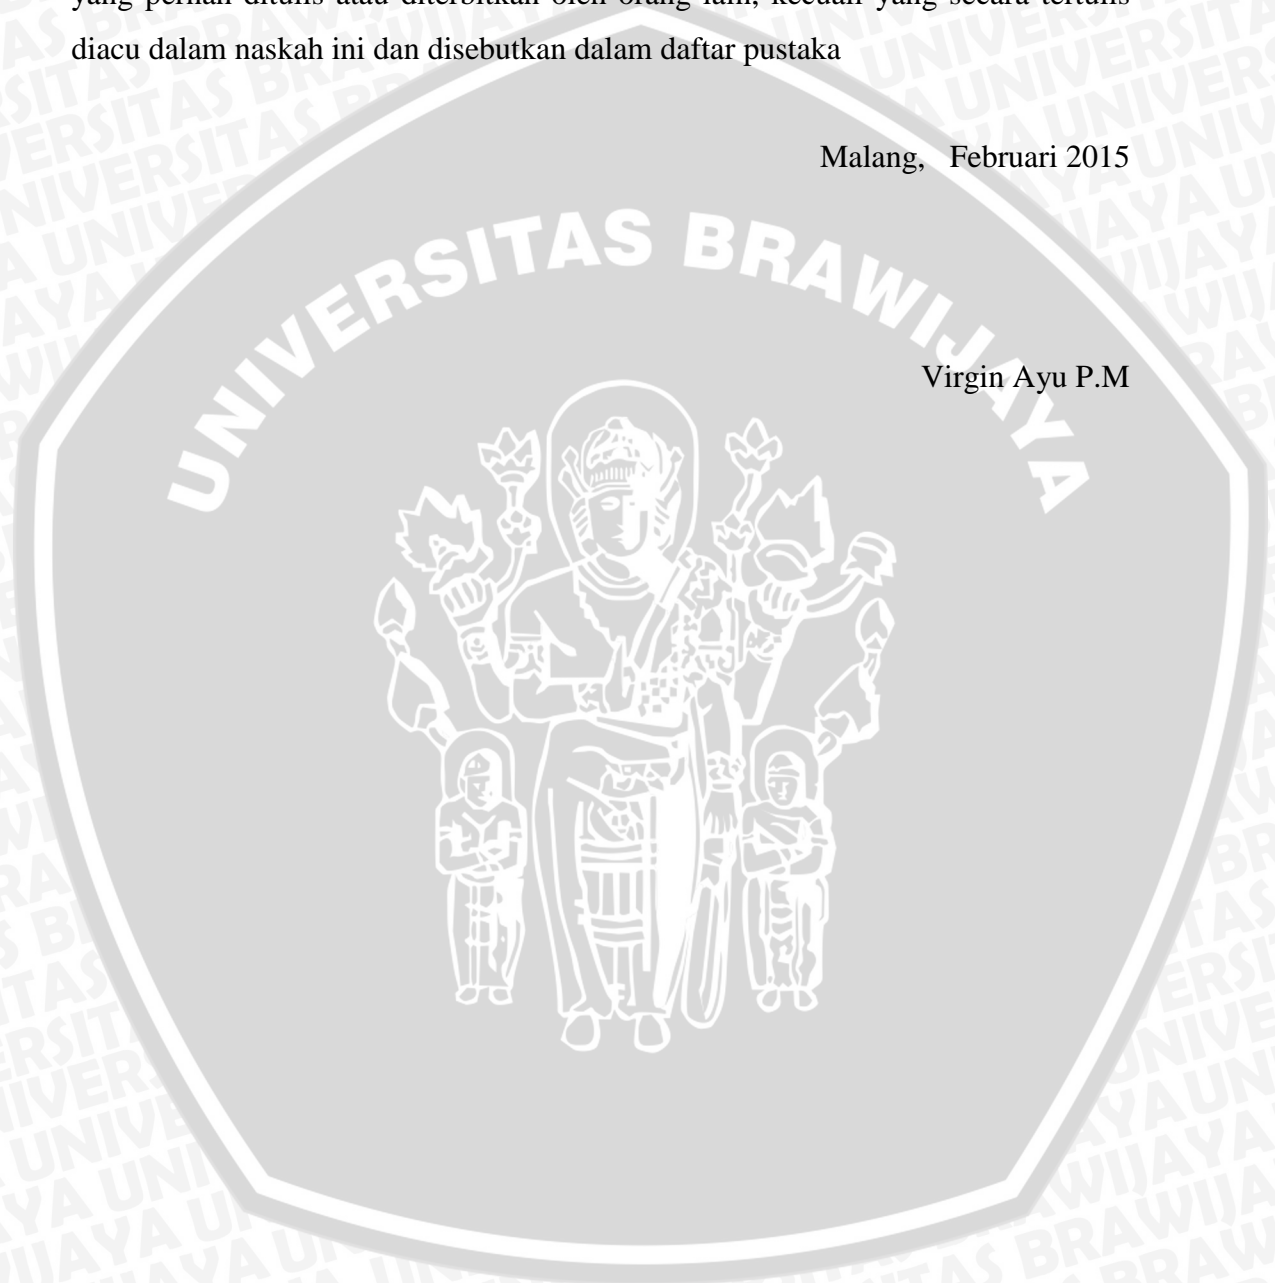 yang pernah ditulis atau diterbitkan oleh orang lain, kecuali yang secara tertulis
diacu dalam naskah ini dan disebutkan dalam daftar pustaka
Malang, Februari 2015
UNIVERSITAS BRAWIJAYA
Virgin Ayu P.M